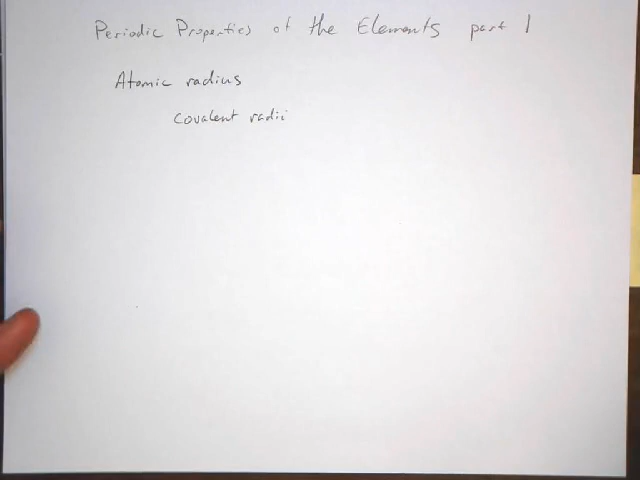 Periodic Properties of the Elements part 1
Atomic radius
Covalent radii